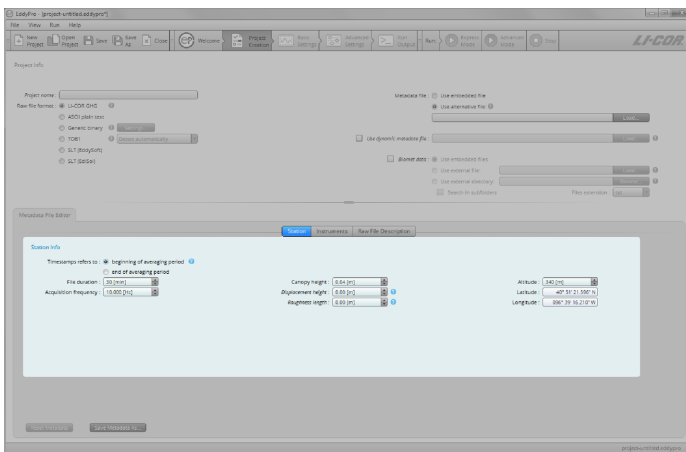 EddyPro - [project-untitled.eddypro*]
File View Run Help
New Project Open Project Save Save As Close Welcome Project Creation Basic Settings Advanced Settings Run Output Run: Express Mode Advanced Mode Stop LI-COR
Project Info
Project name :
Raw file format : LI-COR GHG
ASCII plain text
Generic binary
TOB1 Detect automatically
SLT (EddySoft)
SLT (EdiSol)
Metadata file : Use embedded file
Use alternative file
Load...
Use dynamic metadata file
Biomet data : Use embedded files
Use external file
Use external directory
Search in subfolders Files extension :
Metadata File Editor
Station Instruments Raw File Description
Station Info
Timestamps refers to : beginning of averaging period
end of averaging period
File duration : 30 [min] Canopy height : 0.84 [m] Altitude : 340 [m]
Acquisition frequency : 10.000 [Hz] Displacement height : 0.00 [m] Latitude :
Roughness length : 0.00 [m] Longitude :
Save Metadata As...
project-untitled.eddypro